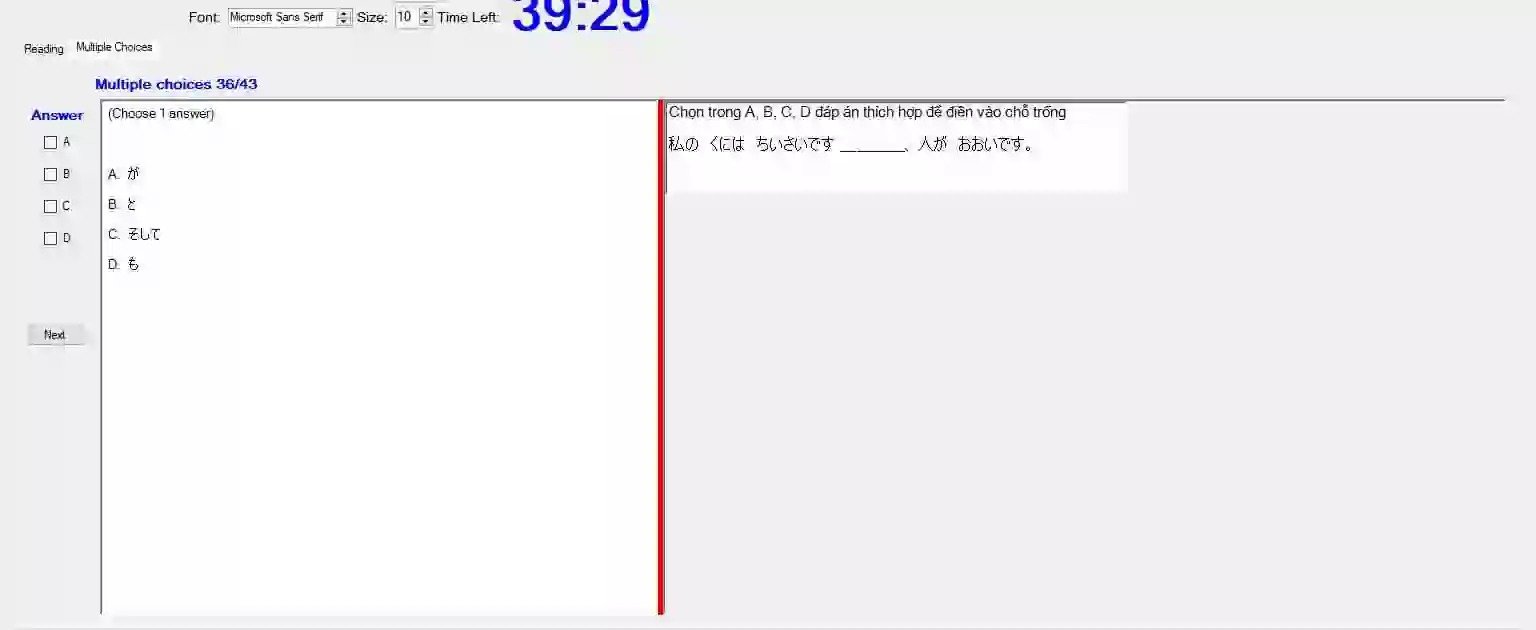 Font: Microsoft Sans Serif Size: 10 Time Left: 39:29
Reading Multiple Choices
Multiple choices 36/43
Answer
A
B
C
D
Next
(Choose 1 answer)
A. が
B. と
C. そして
D. も
Chọn trong A, B, C, D đáp án thích hợp để điền vào chỗ trống
私の くには ちいさいです ________、人が おおいです。